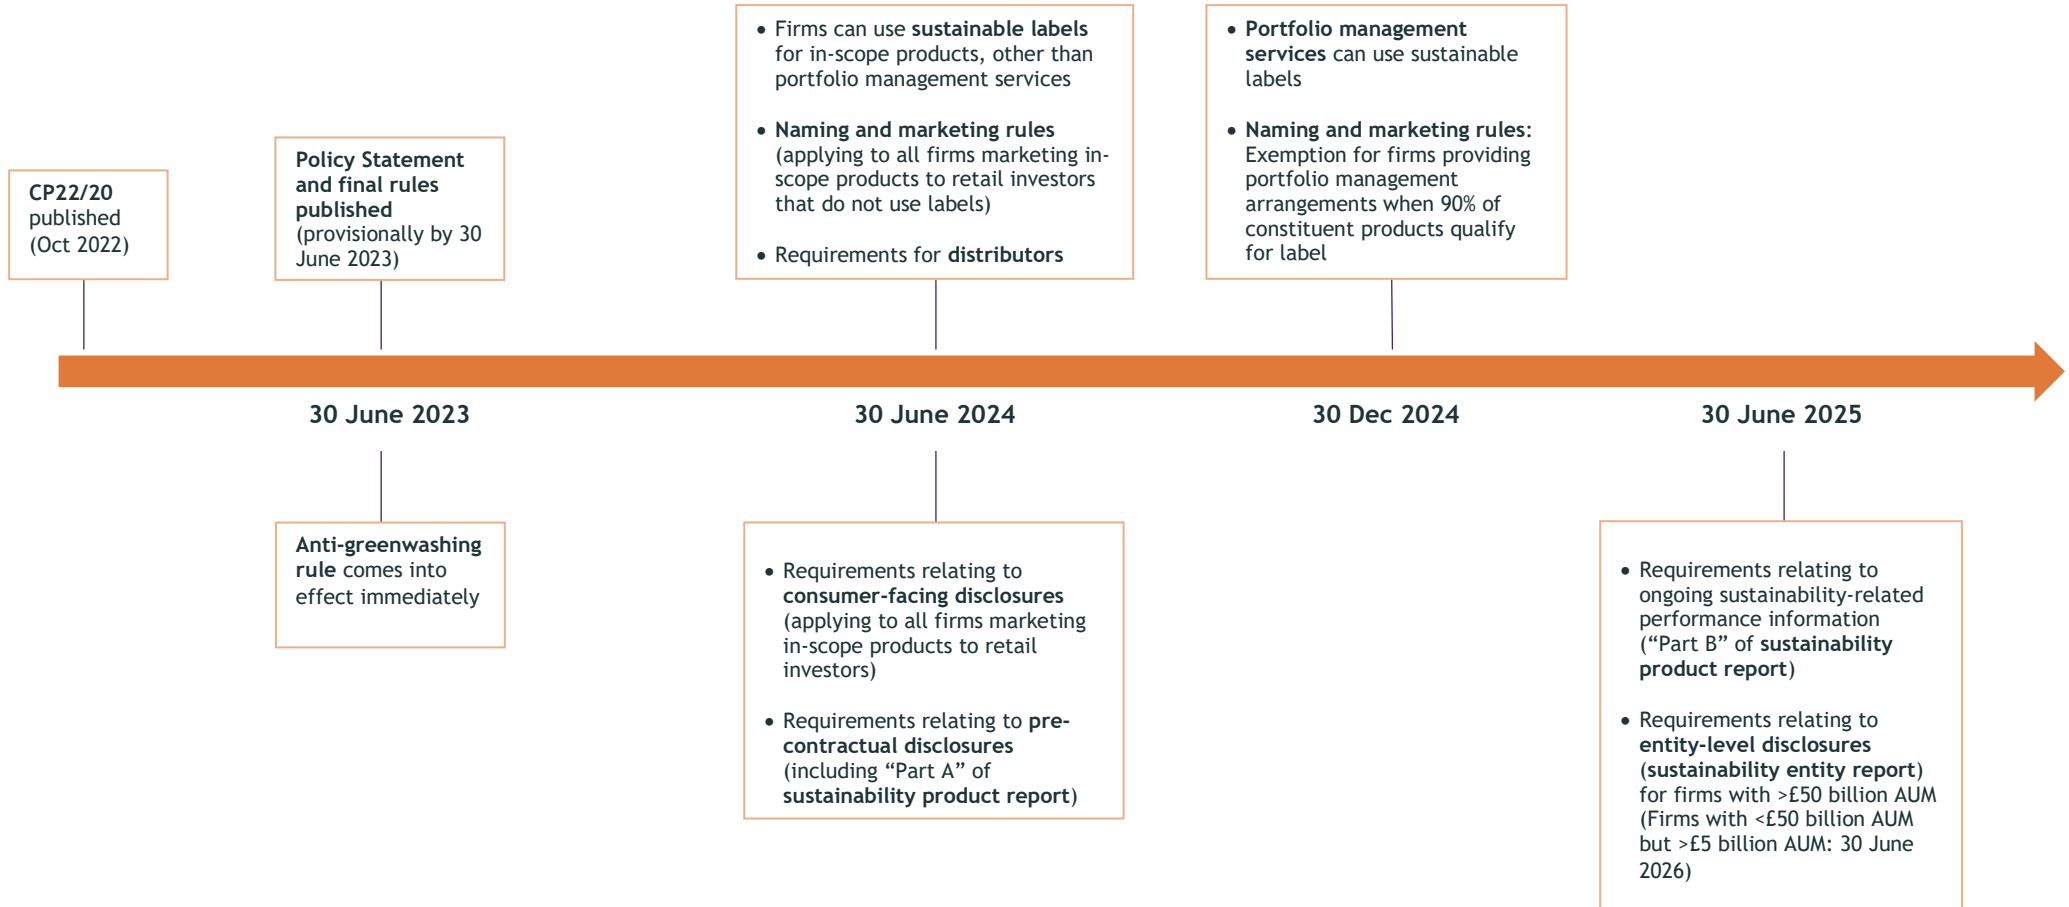 CP22/20
published
(Oct 2022)
Policy Statement
and final rules
published
(provisionally by 30
June 2023)
• Firms can use sustainable labels
for in-scope products, other than
portfolio management services
• Naming and marketing rules
(applying to all firms marketing in-
scope products to retail investors
that do not use labels)
• Requirements for distributors
• Portfolio management
services can use sustainable
labels
• Naming and marketing rules:
Exemption for firms providing
portfolio management
arrangements when 90% of
constituent products qualify
for label
30 June 2023
30 June 2024
30 Dec 2024
30 June 2025
Anti-greenwashing
rule comes into
effect immediately
• Requirements relating to
consumer-facing disclosures
(applying to all firms marketing
in-scope products to retail
investors)
• Requirements relating to pre-
contractual disclosures
(including “Part A” of
sustainability product report)
• Requirements relating to
ongoing sustainability-related
performance information
(“Part B” of sustainability
product report)
• Requirements relating to
entity-level disclosures
(sustainability entity report)
for firms with >£50 billion AUM
(Firms with <£50 billion AUM
but >£5 billion AUM: 30 June
2026)